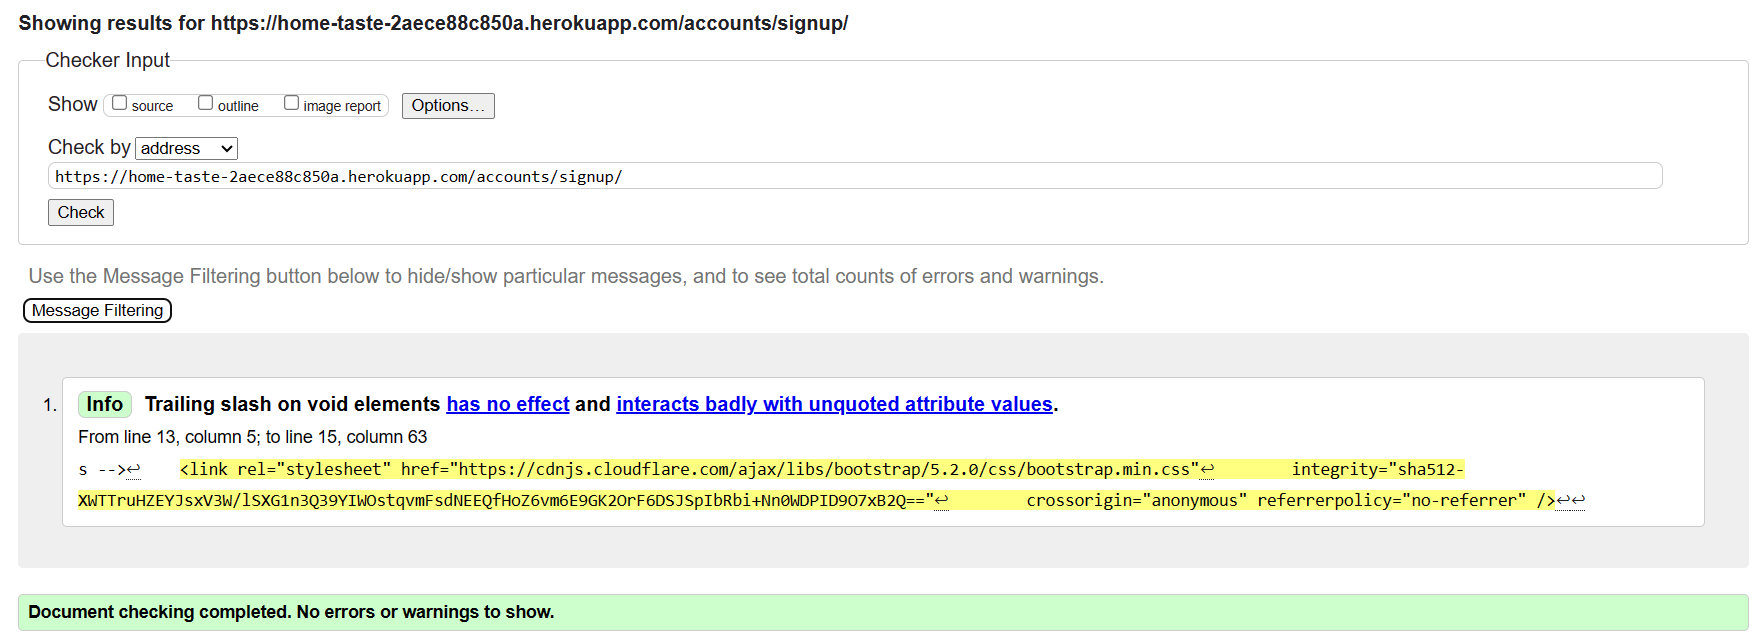 Showing results for https://home-taste-2aece88c850a.herokuapp.com/accounts/signup/
Checker Input
Show source outline image report Options…
Check by address
https://home-taste-2aece88c850a.herokuapp.com/accounts/signup/
Check
Use the Message Filtering button below to hide/show particular messages, and to see total counts of errors and warnings.
Message Filtering
1. Info Trailing slash on void elements has no effect and interacts badly with unquoted attribute values.
From line 13, column 5; to line 15, column 63
s -->↩    <link rel="stylesheet" href="https://cdnjs.cloudflare.com/ajax/libs/bootstrap/5.2.0/css/bootstrap.min.css"↩        integrity="sha512-
XWTTruHZEYJsxV3W/lSXG1n3Q39YIWOstqvmFsdNEEQfHoZ6vm6E9GK2OrF6DSJSpIbRbi+Nn0WDPID9O7xB2Q=="↩        crossorigin="anonymous" referrerpolicy="no-referrer" />↩↩
Document checking completed. No errors or warnings to show.